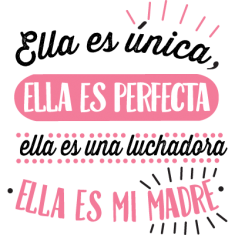 Ella es única,
ELLA ES PERFECTA
ella es una luchadora
ELLA ES MI MADRE